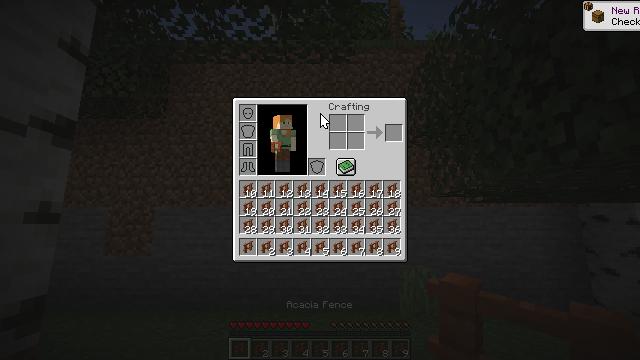 New R
Check
Crafting
10 11 12 13 14 15 16 17 18
19 20 21 22 23 24 25 26 27
28 29 30 31 32 33 34 35 36
2 3 4 5 6 7 8 9
Acacia Fence
2 3 4 5 6 7 8 9